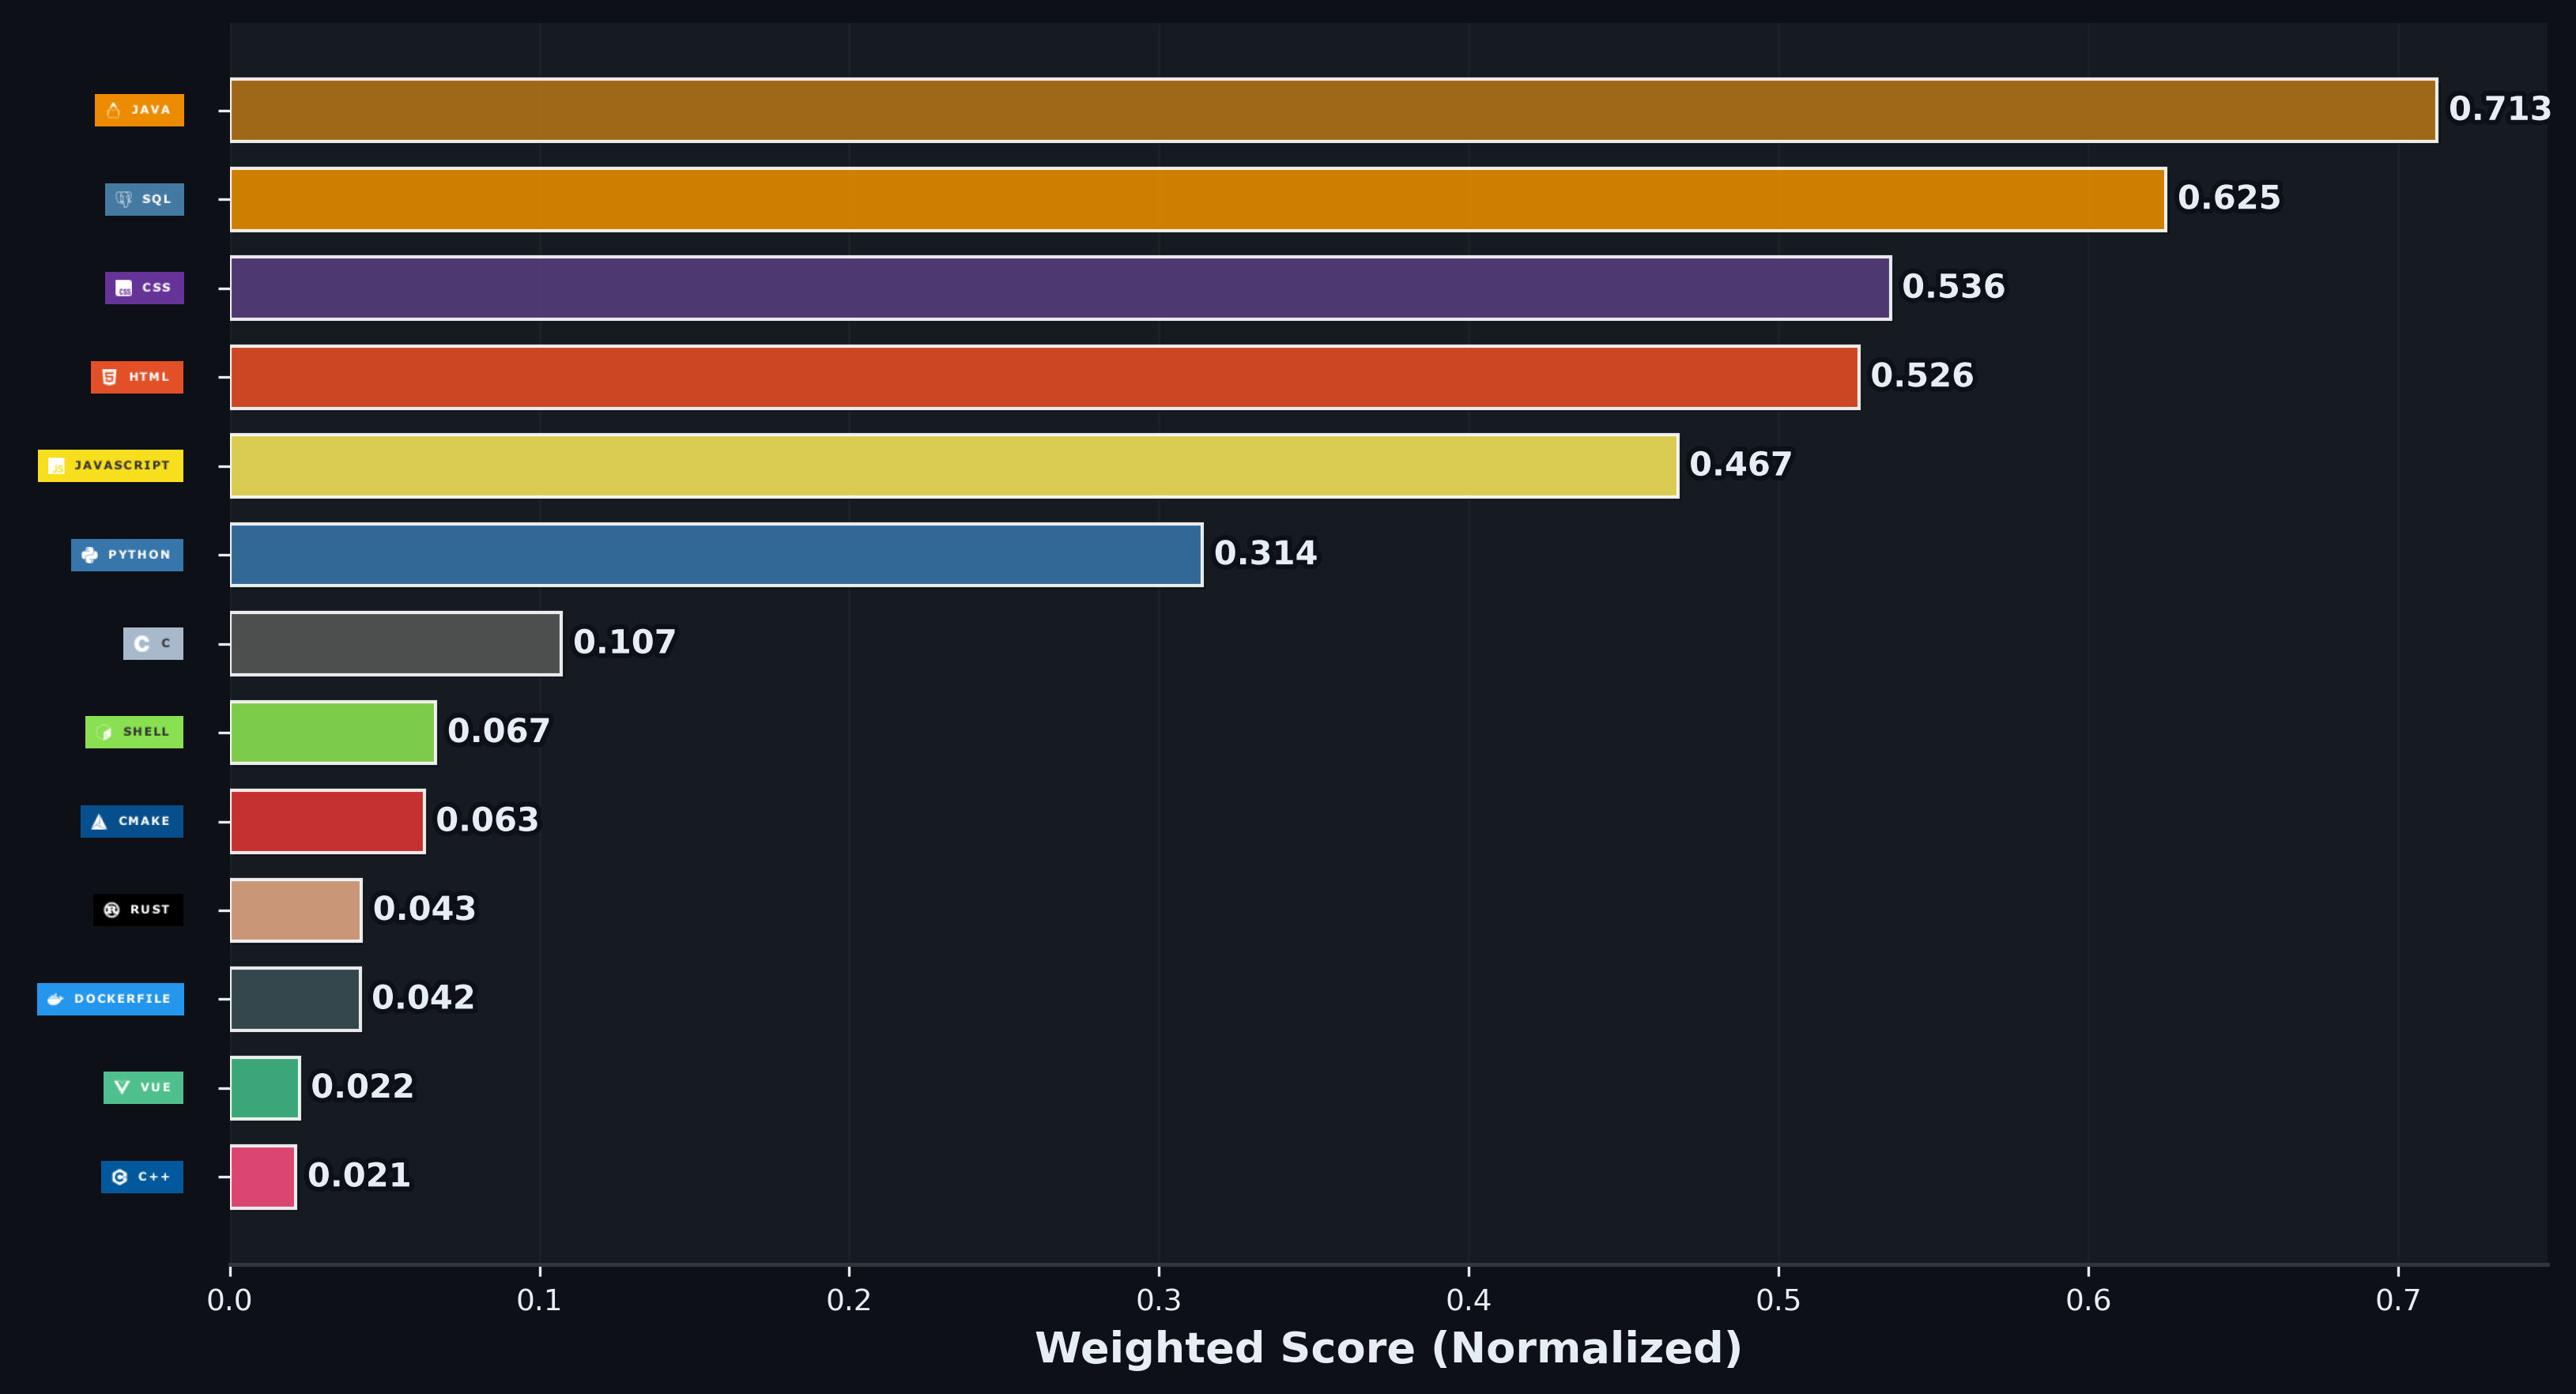 JAVA 0.713
SQL 0.625
CSS CSS 0.536
HTML 0.526
JS JAVASCRIPT 0.467
PYTHON 0.314
C C 0.107
SHELL 0.067
CMAKE 0.063
R RUST 0.043
DOCKERFILE 0.042
VUE 0.022
C C++ 0.021
0.0 0.1 0.2 0.3 0.4 0.5 0.6 0.7
Weighted Score (Normalized)